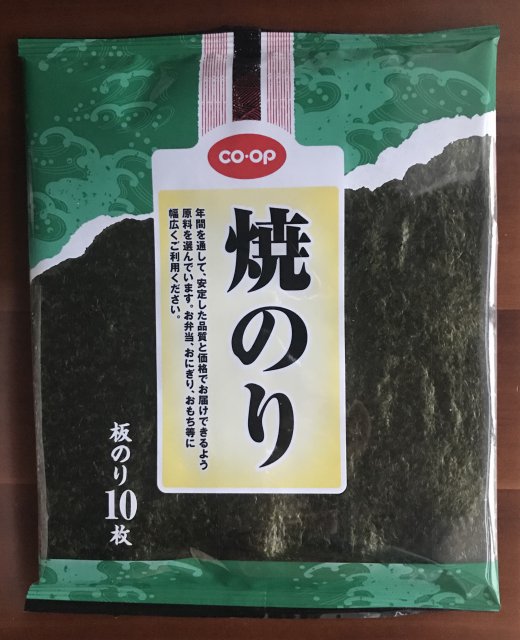 CO·OP
焼のり
年間を通して、安定した品質と価格でお届けできるよう
原料を選んでいます。お弁当、おにぎり、おもち等に
幅広くご利用ください。
板のり10枚